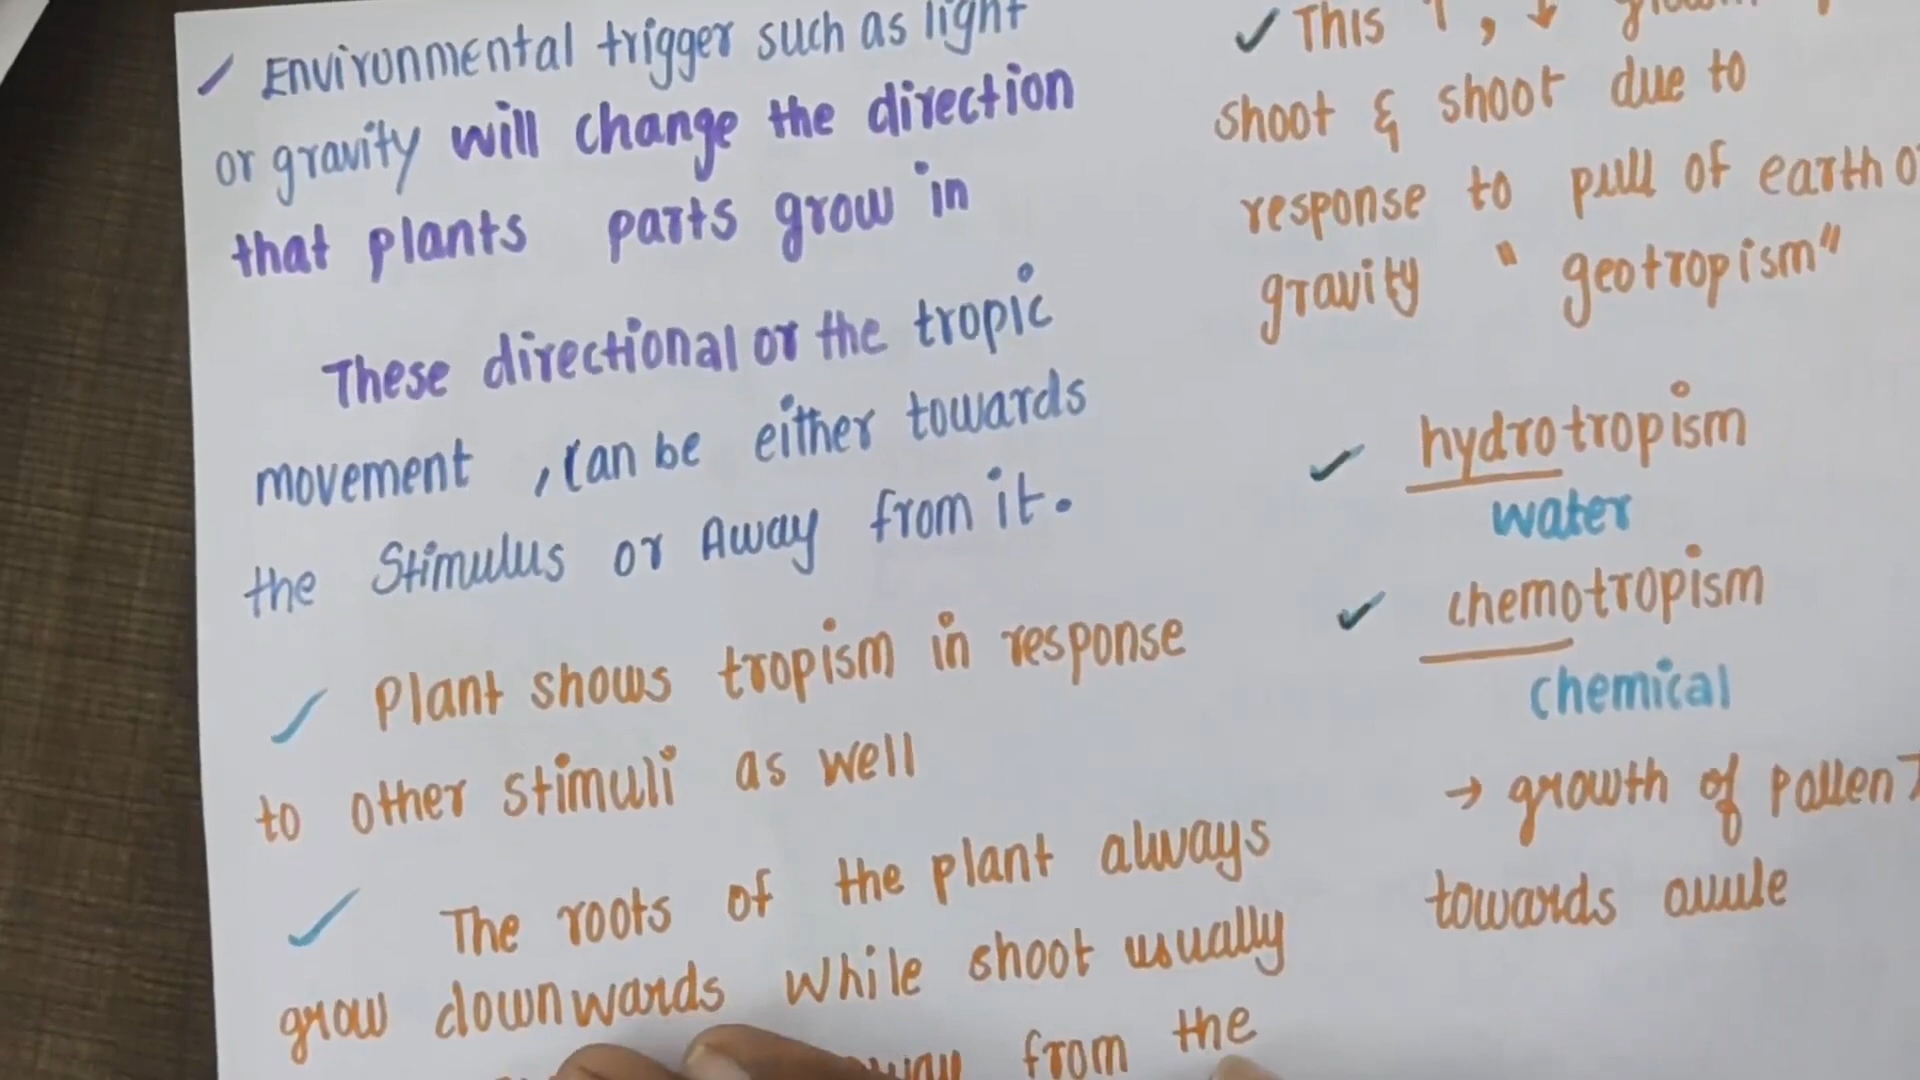 Environmental trigger such as light
or gravity will change the direction
that plants parts grow in
These directional or the tropic
movement , can be either towards
the Stimulus or Away from it.
Plant shows tropism in response
to other stimuli as well
The roots of the plant always
grow downwards while shoot usually
from the
✓ This ↑ , ↓
shoot & shoot due to
response to pull of earth
gravity " geotropism"
✓ hydrotropism
water
✓ chemotropism
chemical
→ growth of pollen
towards ovule